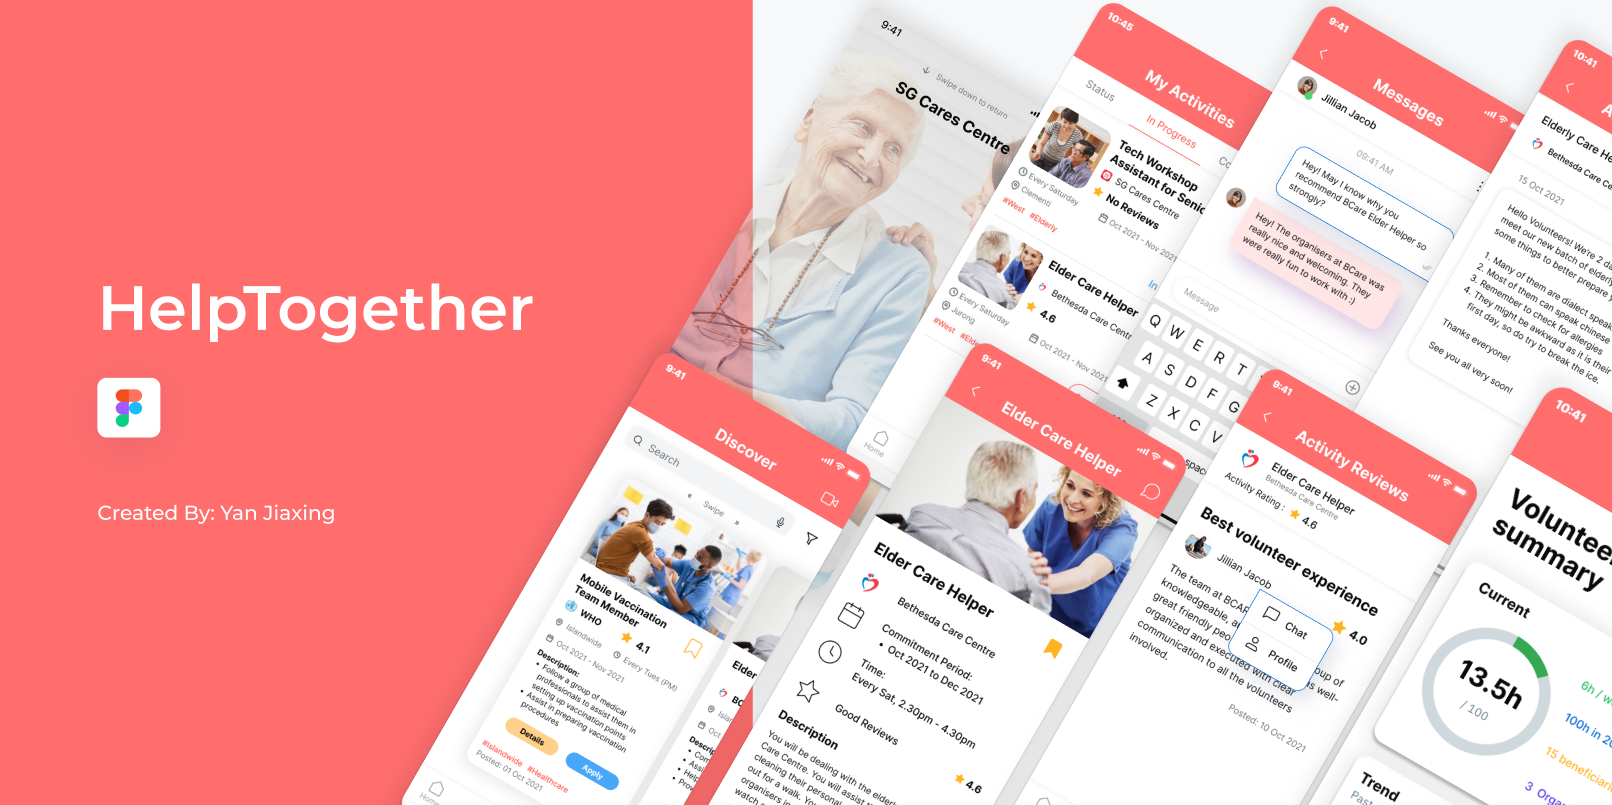 HelpTogether
Created By: Yan Jiaxing
9:41
Swipe down to return
SG Cares Centre
10:45
My Activities
Status
In Progress
Tech Workshop
Assistant for
SG Cares Centre
No Reviews
Every Saturday
Clementi
Oct 2021 - Nov 202
#West #Elderly
Elder Care Helper
Bethesda Care Centr
4.6
Every Saturday
Jurong
Oct 2021 - Nov 202
#West
Home
9:41
Messages
Jillian Jacob
09:41 AM
Hey! May I know why you
recommend BCare Elder Helper so
strongly?
Hey! The organisers at BCare was
really nice and welcoming. They
were really fun to work with :)
Message
Q W E R T
A S D F G
Z X C V
10:41
Elderly Care
Bethesda Care Ce
15 Oct 2021
Hello Volunteers! We're 2 da
meet our new batch of elderly
some things to better prepare
1. Many of them are dialect speak
2. Most of them can speak chinese
3. Remember to check for allergies
4. They might be awkward as it is their
first day, so do try to break the ice.
Thanks everyone!
See you all very soon!
9:41
Discover
Search
Swipe
Mobile Vaccination
Team Member
WHO
4.1
Islandwide
Oct 2021 - Nov 2021
Every Tues (PM)
Description:
• Follow a group of medical
professionals to assist them in
setting up vaccination points
• Assist in preparing vaccination
procedures
Details
Apply
#Islandwide #Healthcare
Posted: 01 Oct 2021
Home
9:41
Elder Care Helper
Elder Care Helper
Bethesda Care Centre
Commitment Period:
• Oct 2021 to Dec 2021
Time:
Every Sat, 2.30pm - 4.30pm
Good Reviews
4.6
Description
You will be dealing with the elderl
Care Centre. You will assist
cleaning their personal
out for a walk. You
organisers in
watch
9:41
Activity Reviews
Elder Care Helper
Bethesda Care Centre
Activity Rating : 4.6
Best volunteer experience
Jillian Jacob
4.0
The team at BCAR
knowledgeable, a
great friendly peo
organized and executed with clear
communication to all the volunteers
involved.
oup of
s well-
Chat
Profile
Posted: 10 Oct 2021
10:41
Voluntee
summary
Current
13.5h
/ 100
6h / w
100h in 20
15 beneficiari
3 Orga
Trend
Past